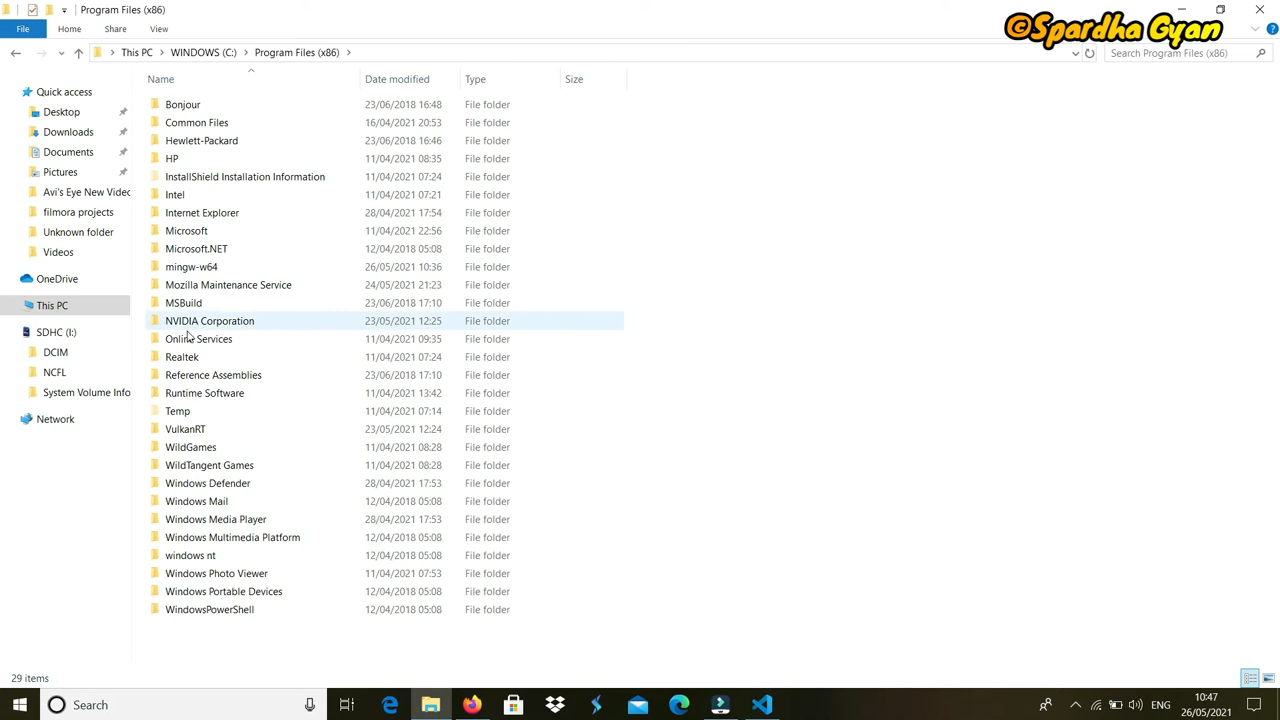 Program Files (x86)
©Spardha Gyan
File Home Share View
This PC WINDOWS (C:) Program Files (x86)
Search Program Files (x86)
Name Date modified Type Size
Quick access
Desktop
Downloads
Documents
Pictures
Avi's Eye New Videc
filmora projects
Unknown folder
Videos
OneDrive
This PC
SDHC (I:)
DCIM
NCFL
System Volume Info
Network
Bonjour 23/06/2018 16:48 File folder
Common Files 16/04/2021 20:53 File folder
Hewlett-Packard 23/06/2018 16:46 File folder
HP 11/04/2021 08:35 File folder
InstallShield Installation Information 11/04/2021 07:24 File folder
Intel 11/04/2021 07:21 File folder
Internet Explorer 28/04/2021 17:54 File folder
Microsoft 11/04/2021 22:56 File folder
Microsoft.NET 12/04/2018 05:08 File folder
mingw-w64 26/05/2021 10:36 File folder
Mozilla Maintenance Service 24/05/2021 21:23 File folder
MSBuild 23/06/2018 17:10 File folder
NVIDIA Corporation 23/05/2021 12:25 File folder
Online Services 11/04/2021 09:35 File folder
Realtek 11/04/2021 07:24 File folder
Reference Assemblies 23/06/2018 17:10 File folder
Runtime Software 11/04/2021 13:42 File folder
Temp 11/04/2021 07:14 File folder
VulkanRT 23/05/2021 12:24 File folder
WildGames 11/04/2021 08:28 File folder
WildTangent Games 11/04/2021 08:28 File folder
Windows Defender 28/04/2021 17:53 File folder
Windows Mail 12/04/2018 05:08 File folder
Windows Media Player 28/04/2021 17:53 File folder
Windows Multimedia Platform 12/04/2018 05:08 File folder
windows nt 12/04/2018 05:08 File folder
Windows Photo Viewer 11/04/2021 07:53 File folder
Windows Portable Devices 12/04/2018 05:08 File folder
WindowsPowerShell 12/04/2018 05:08 File folder
29 items
Search
ENG
10:47
26/05/2021